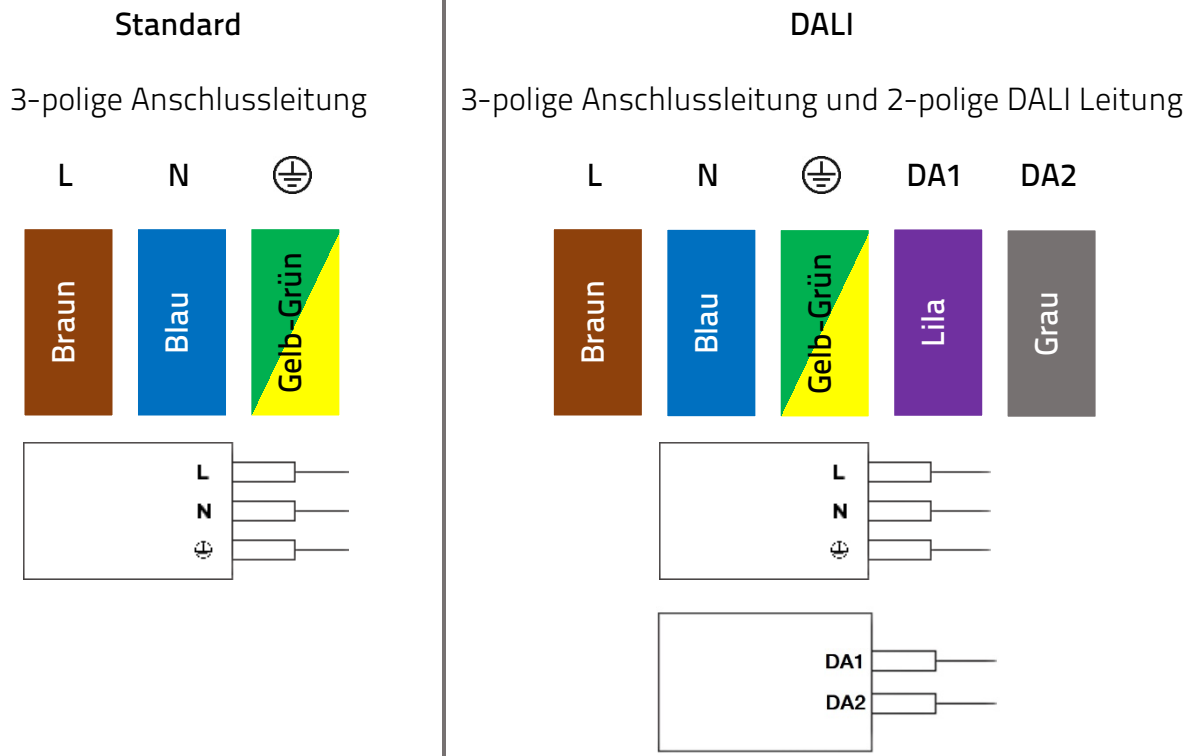 Standard
3-polige Anschlussleitung
L N
Braun
Blau
Gelb-Grün
L
N
DALI
3-polige Anschlussleitung und 2-polige DALI Leitung
L N DA1 DA2
Braun
Blau
Gelb-Grün
Lila
Grau
L
N
DA1
DA2